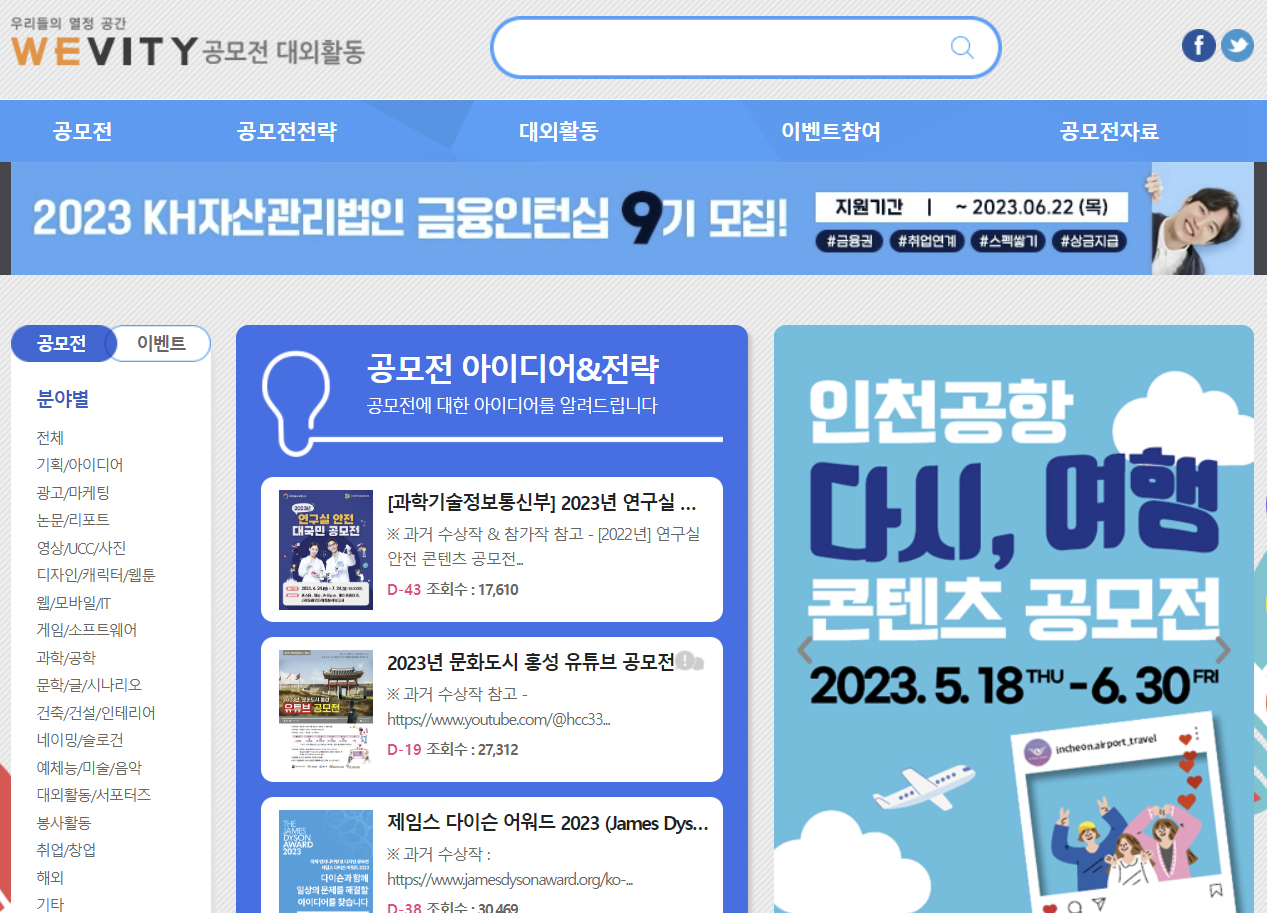 우리들의 열정 공간
WEVITY 공모전 대외활동
공모전
공모전전략
대외활동
이벤트참여
공모전자료
2023 KH자산관리법인 금융인턴십 9기 모집!
지원기간 | ~ 2023.06.22 (목)
#금융권 #취업연계 #스펙쌓기 #상금지급
공모전
이벤트
분야별
전체
기획/아이디어
광고/마케팅
논문/리포트
영상/UCC/사진
디자인/캐릭터/웹툰
웹/모바일/IT
게임/소프트웨어
과학/공학
문학/글/시나리오
건축/건설/인테리어
네이밍/슬로건
예체능/미술/음악
대외활동/서포터즈
봉사활동
취업/창업
해외
기타
공모전 아이디어&전략
공모전에 대한 아이디어를 알려드립니다
2023년
연구실 안전
대국민 공모전
[과학기술정보통신부] 2023년 연구실 ...
※ 과거 수상작 & 참가작 참고 - [2022년] 연구실
안전 콘텐츠 공모전...
D-43 조회수 : 17,610
2023년 문화도시 홍성
유튜브 공모전
2023년 문화도시 홍성 유튜브 공모전
※ 과거 수상작 참고 -
https://www.youtube.com/@hcc33...
D-19 조회수 : 27,312
THE
JAMES
DYSON
AWARD
2023
다이슨과 함께
일상의 문제를 해결할
아이디어를 찾습니다
제임스 다이슨 어워드 2023 (James Dys...
※ 과거 수상작 :
https://www.jamesdysonaward.org/ko-...
D-38 조회수 : 30,469
인천공항
다시, 여행
콘텐츠 공모전
2023. 5. 18 THU - 6. 30 FRI
incheon.airport_travel